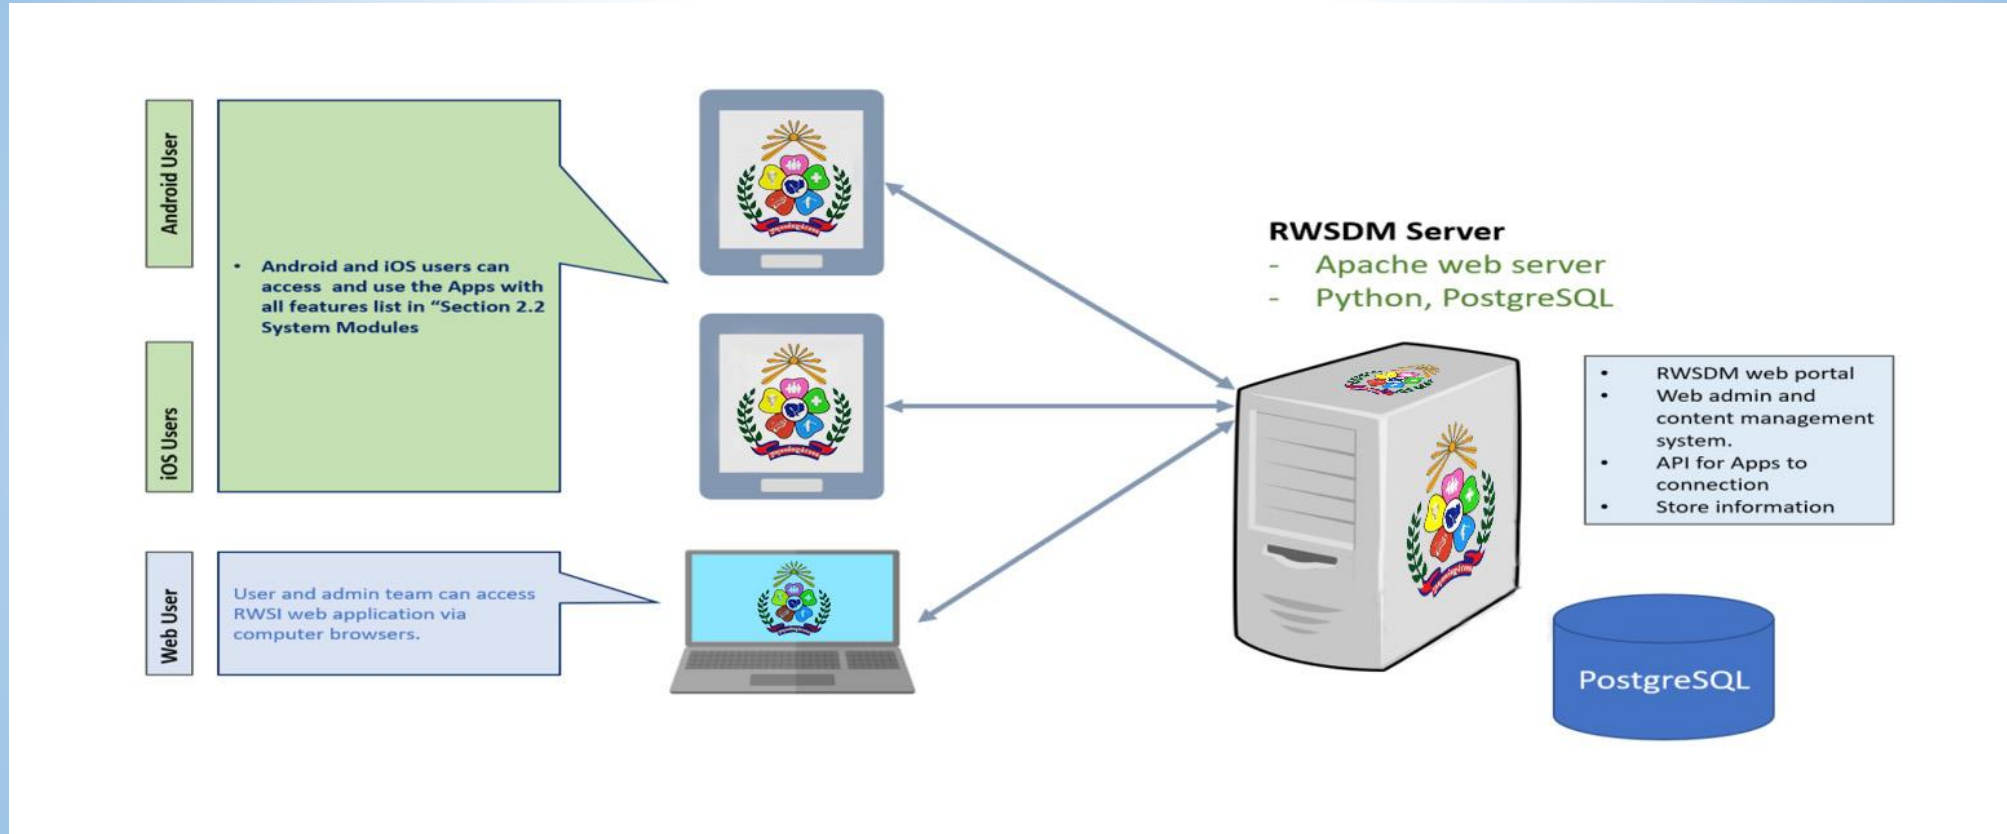 Android User
• Android and iOS users can
access and use the Apps with
all features list in “Section 2.2
System Modules
iOS Users
Web User
User and admin team can access
RWSI web application via
computer browsers.
RWSDM Server
- Apache web server
- Python, PostgreSQL
• RWSDM web portal
• Web admin and
content management
system.
• API for Apps to
connection
• Store information
PostgreSQL